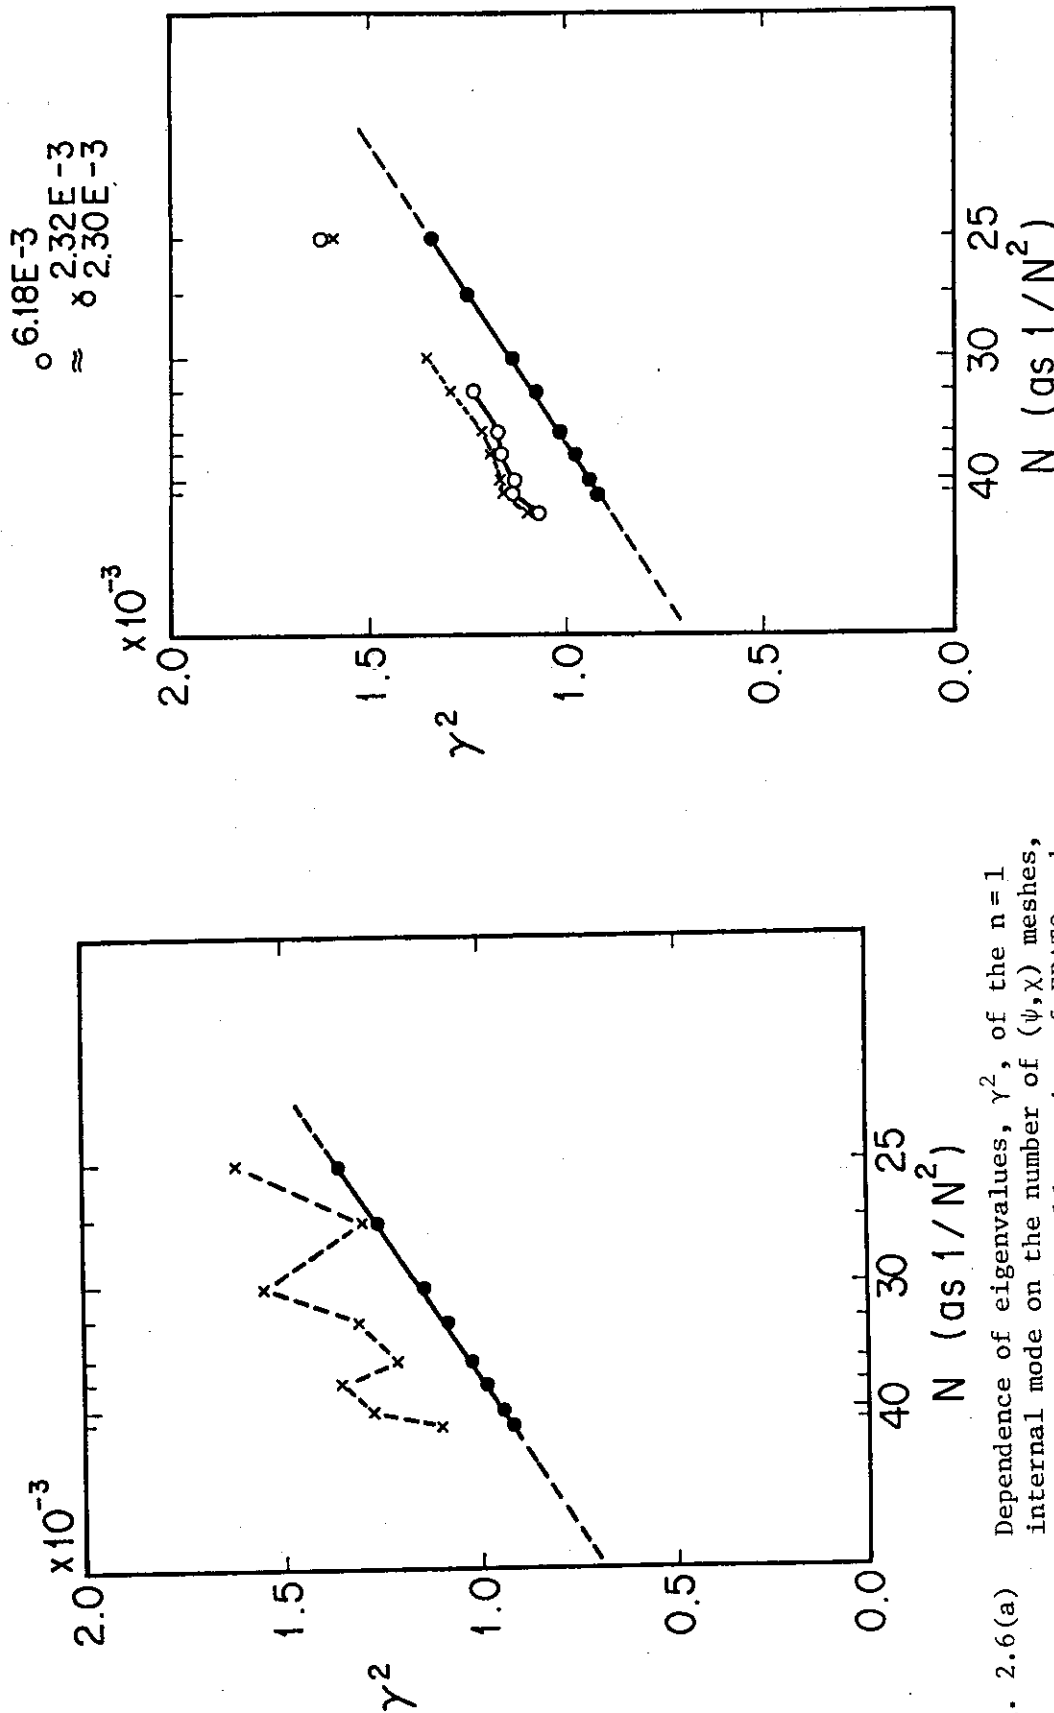 ×10⁻³
2.0
1.5
1.0
0.5
0.0
γ²
40 30 25
N (as 1/N²)
. 2.6(a) Dependence of eigenvalues, γ², of the n=1
internal mode on the number of (ψ,χ) meshes,
×10⁻³
2.0
1.5
1.0
0.5
0.0
γ²
40 30 25
N (as 1/N²)
o 6.18E-3
≈ 2.32E-3
2.30E-3